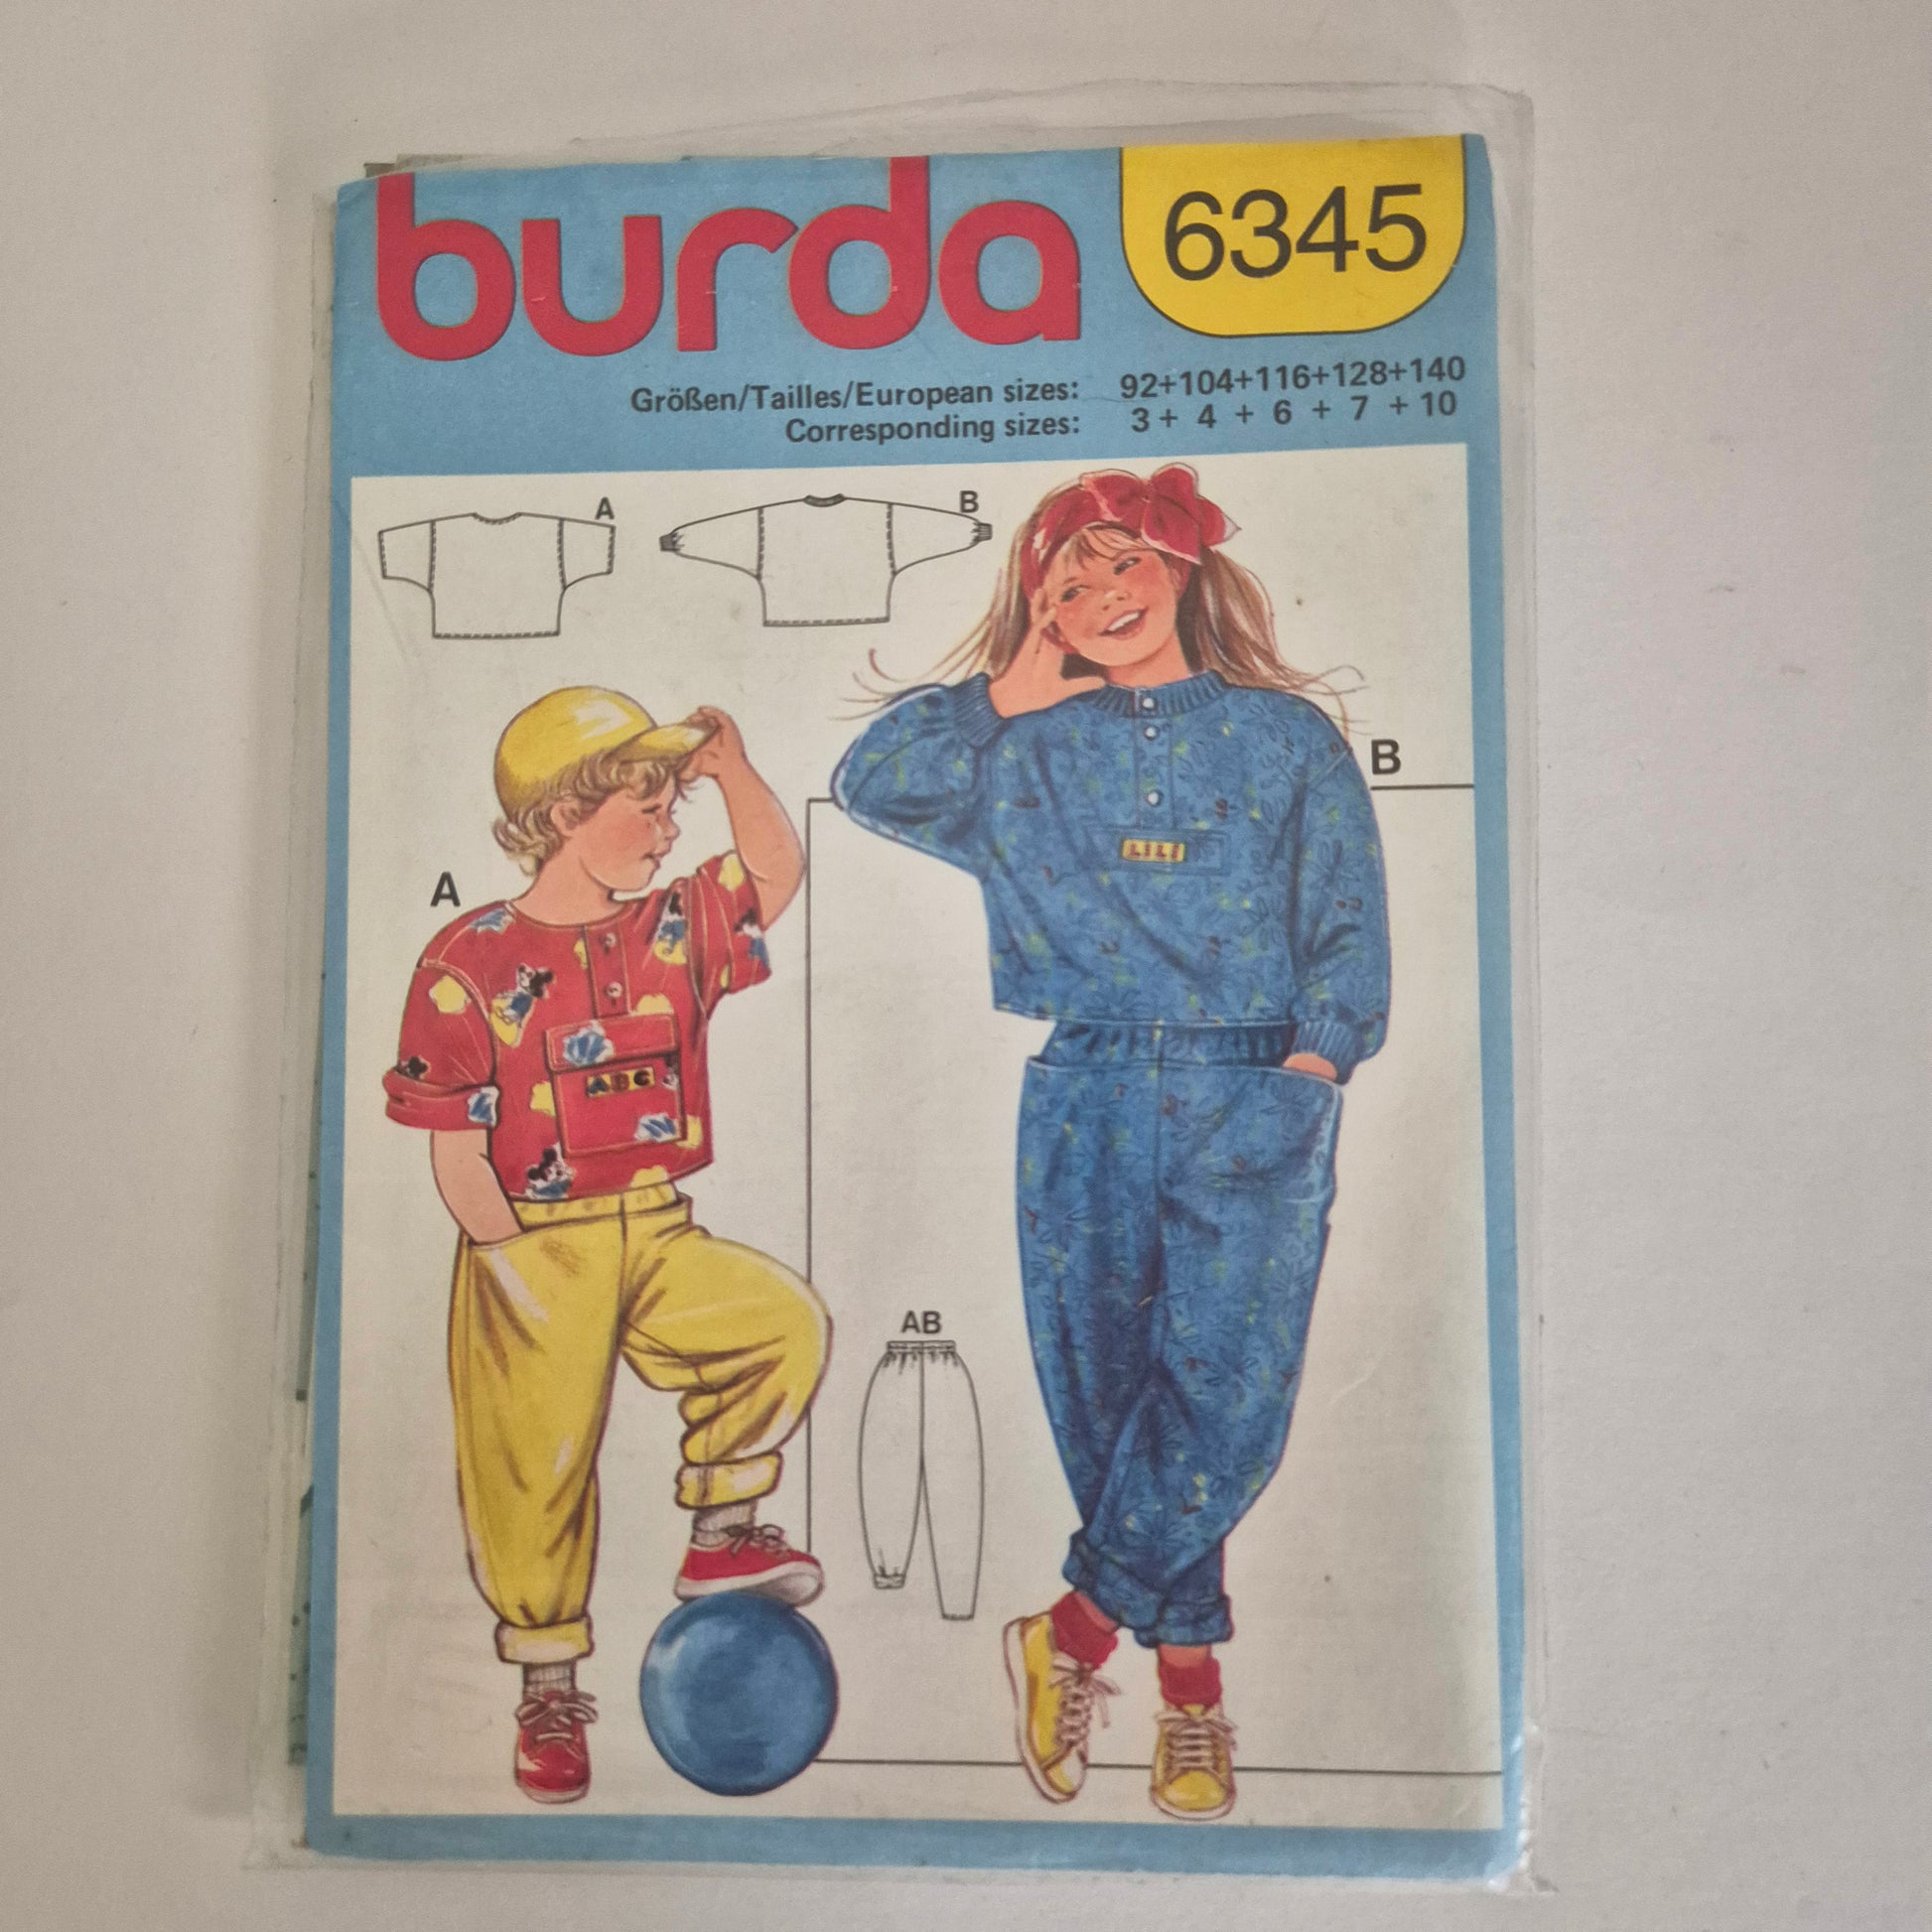 burda
6345
Größen/Tailles/European sizes: 92+104+116+128+140
Corresponding sizes: 3 + 4 + 6 + 7 + 10
A
B
B
LILI
A
ABC
AB